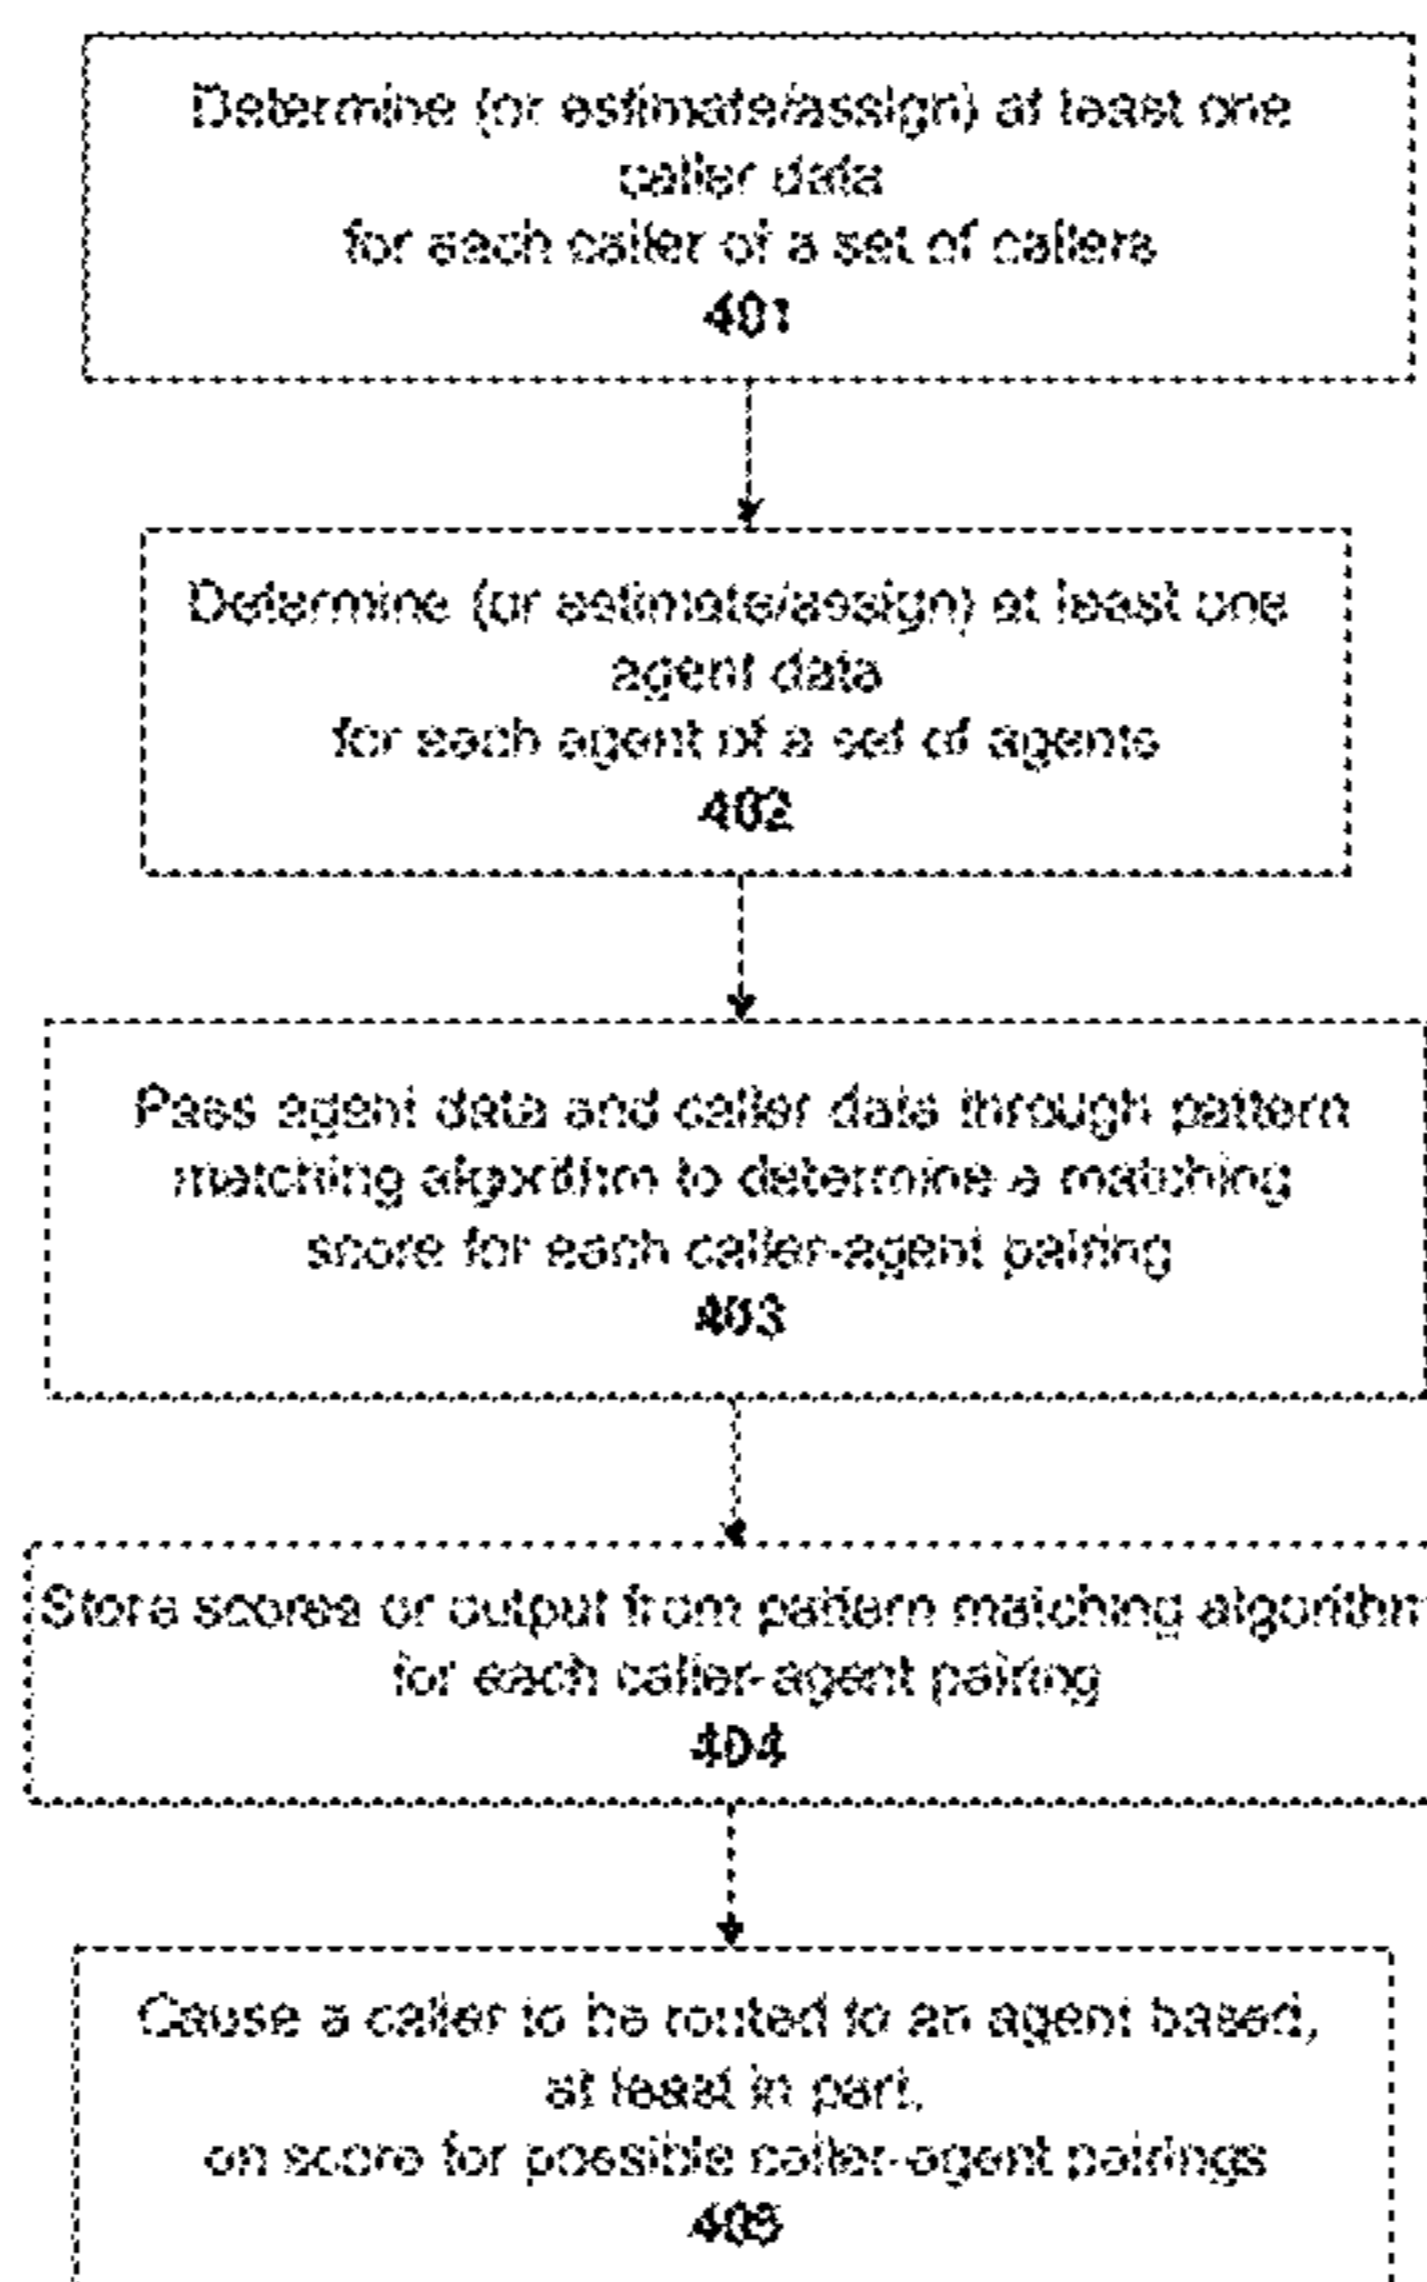 Determine (or estimate/assign) at least one
caller data
for each caller of a set of callers
401
Determine (or estimate/assign) at least one
agent data
for each agent of a set of agents
402
Pass agent data and caller data through pattern
matching algorithm to determine a matching
score for each caller-agent pairing
403
Store scores or output from pattern matching algorithm
for each caller-agent pairing
404
Cause a caller to be routed to an agent based,
at least in part,
on score for possible caller-agent pairings
405